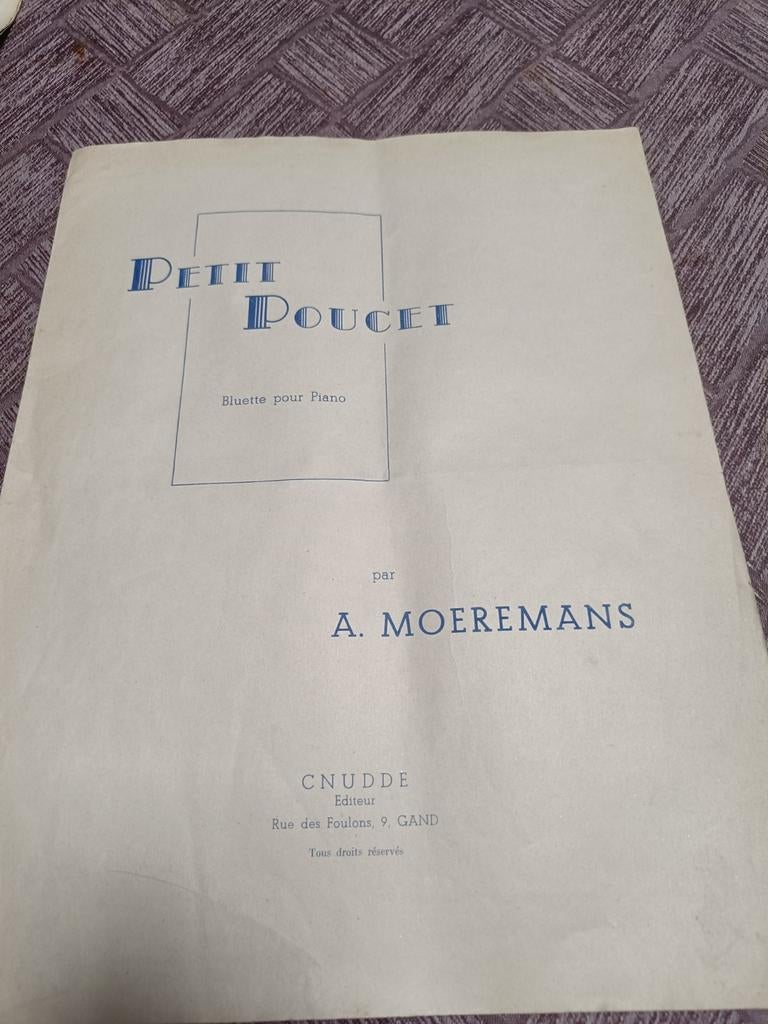 PETIT
POUCET
Bluette pour Piano
par
A. MOEREMANS
CNUDDE
Editeur
Rue des Foulons, 9, GAND
Tous droits réservés